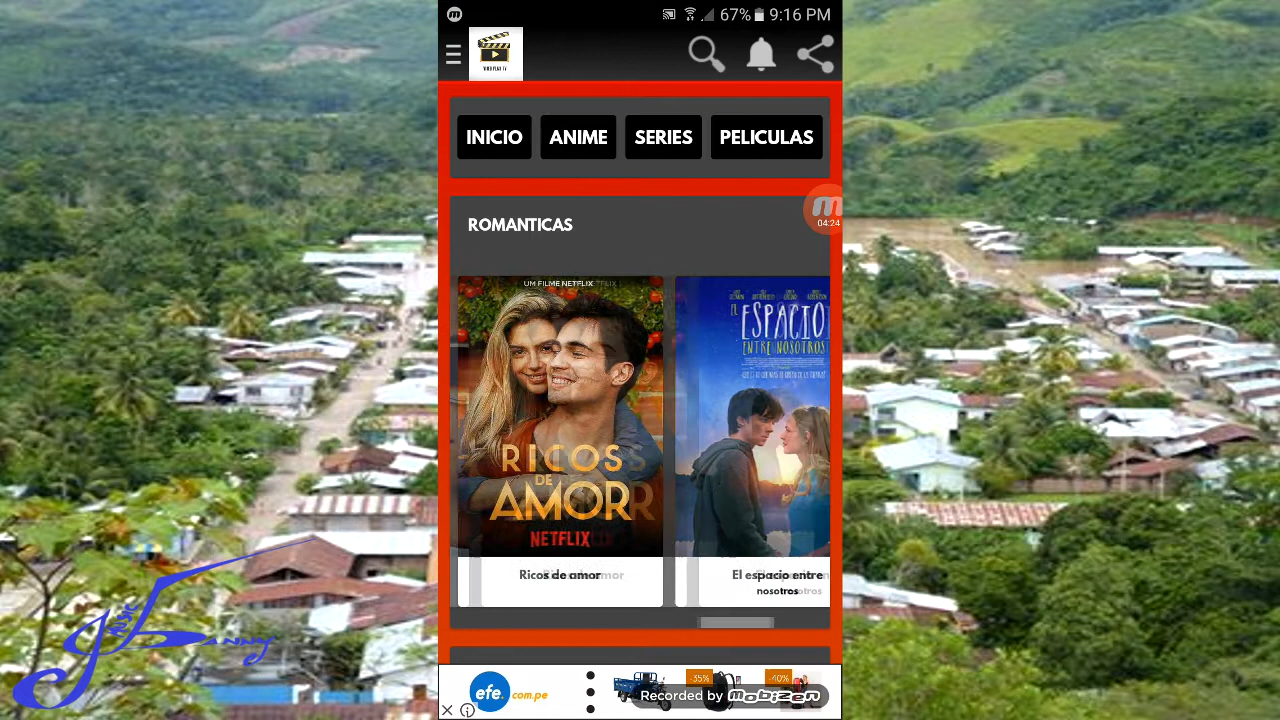 67% 9:16 PM
INICIO ANIME SERIES PELICULAS
04:24
ROMANTICAS
UM FILME NETFLIX
RICOS
DE
AMOR
NETFLIX
EL
ESPACIO
ENTRE NOSOTROS
Ricos de amor
El espacio entre
nosotros
efe.com.pe
-35%
-40%
Recorded by mobizen
MUSIC